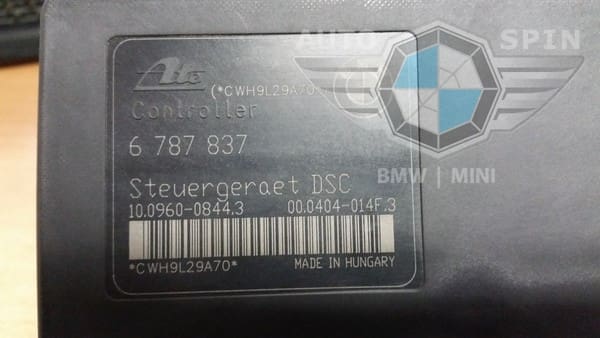 AUTO SPIN
Ate
(*CWH9L29A70*)
Controller
6 787 837
BMW | MINI
Steuergeraet DSC
10.0960-0844.3 00.0404-014F.3
*CWH9L29A70*
MADE IN HUNGARY